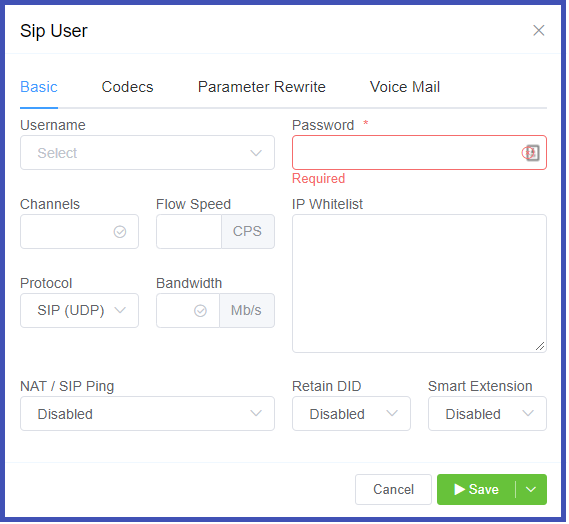 Sip User
Basic Codecs Parameter Rewrite Voice Mail
Username Password *
Select
Required
Channels Flow Speed IP Whitelist
CPS
Protocol Bandwidth
SIP (UDP) Mb/s
NAT / SIP Ping Retain DID Smart Extension
Disabled Disabled Disabled
Cancel Save